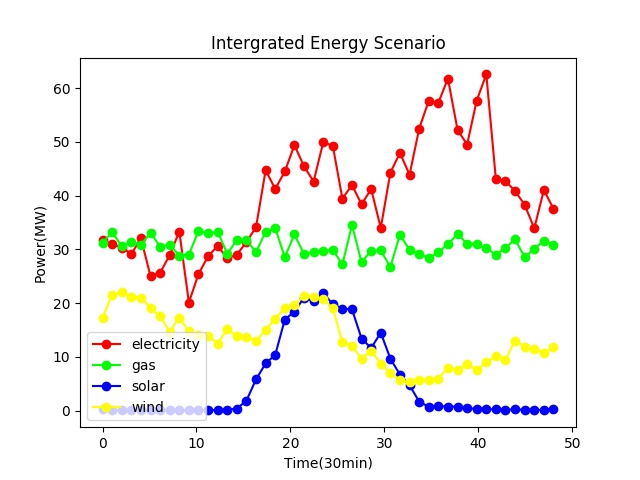 Intergrated Energy Scenario
Power(MW)
60
50
40
30
20
10
0
electricity
gas
solar
wind
0 10 20 30 40 50
Time(30min)